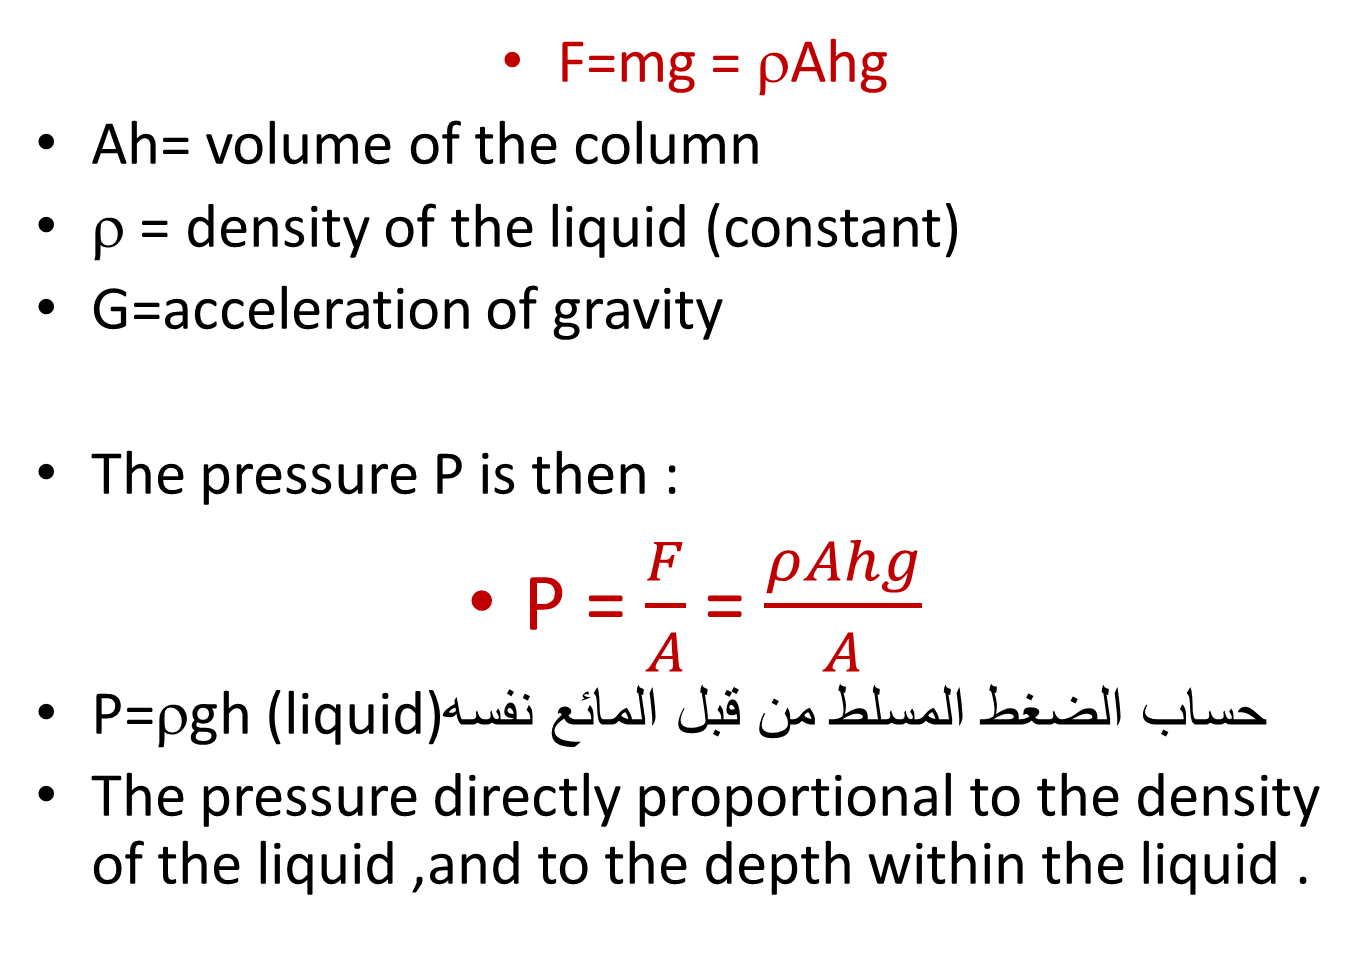 • F=mg = ρAhg
• Ah= volume of the column
• ρ = density of the liquid (constant)
• G=acceleration of gravity
• The pressure P is then :
• P = F/A = ρAhg/A
• P=ρgh (liquid)حساب الضغط المسلط من قبل المائع نفسه
• The pressure directly proportional to the density
of the liquid ,and to the depth within the liquid .